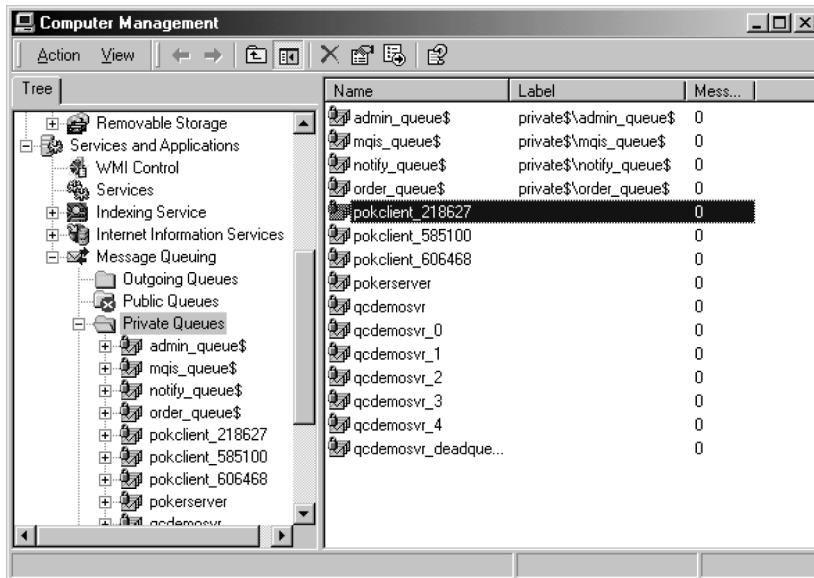 Computer Management
Action View
Tree
Name Label Mess...
Removable Storage
Services and Applications
WMI Control
Services
Indexing Service
Internet Information Services
Message Queuing
Outgoing Queues
Public Queues
Private Queues
admin_queue$
mqis_queue$
notify_queue$
order_queue$
pokclient_218627
pokclient_585100
pokclient_606468
pokerserver
qcdemosvr
admin_queue$ private$\admin_queue$ 0
mqis_queue$ private$\mqis_queue$ 0
notify_queue$ private$\notify_queue$ 0
order_queue$ private$\order_queue$ 0
pokclient_218627 0
pokclient_585100 0
pokclient_606468 0
pokerserver 0
qcdemosvr 0
qcdemosvr_0 0
qcdemosvr_1 0
qcdemosvr_2 0
qcdemosvr_3 0
qcdemosvr_4 0
qcdemosvr_deadque... 0